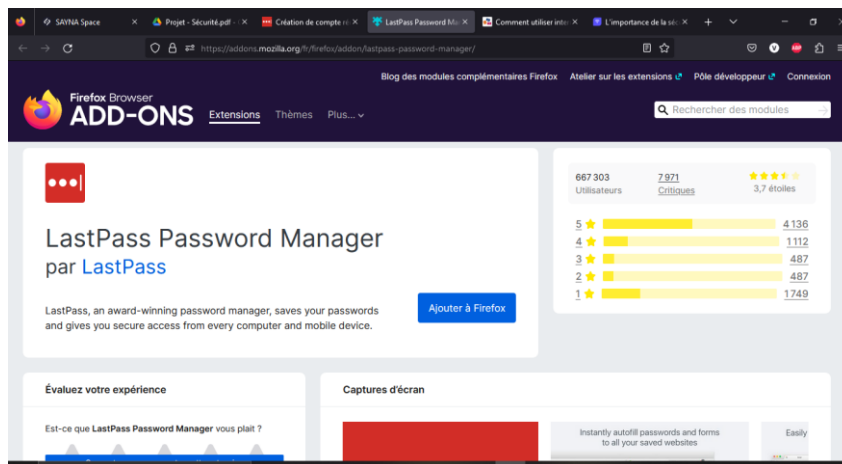 SAYNA Space
Projet - Sécurité.pdf -
Création de compte ré
LastPass Password Ma
Comment utiliser inte
L'importance de la séc
https://addons.mozilla.org/fr/firefox/addon/lastpass-password-manager/
Blog des modules complémentaires Firefox Atelier sur les extensions Pôle développeur Connexion
Firefox Browser
ADD-ONS Extensions Thèmes Plus...
Rechercher des modules
LastPass Password Manager
par LastPass
LastPass, an award-winning password manager, saves your passwords
and gives you secure access from every computer and mobile device.
Ajouter à Firefox
667 303 7 971
Utilisateurs Critiques 3,7 étoiles
5 4 136
4 1 112
3 487
2 487
1 1 749
Évaluez votre expérience
Est-ce que LastPass Password Manager vous plait ?
Captures d'écran
Instantly autofill passwords and forms
to all your saved websites
Easily